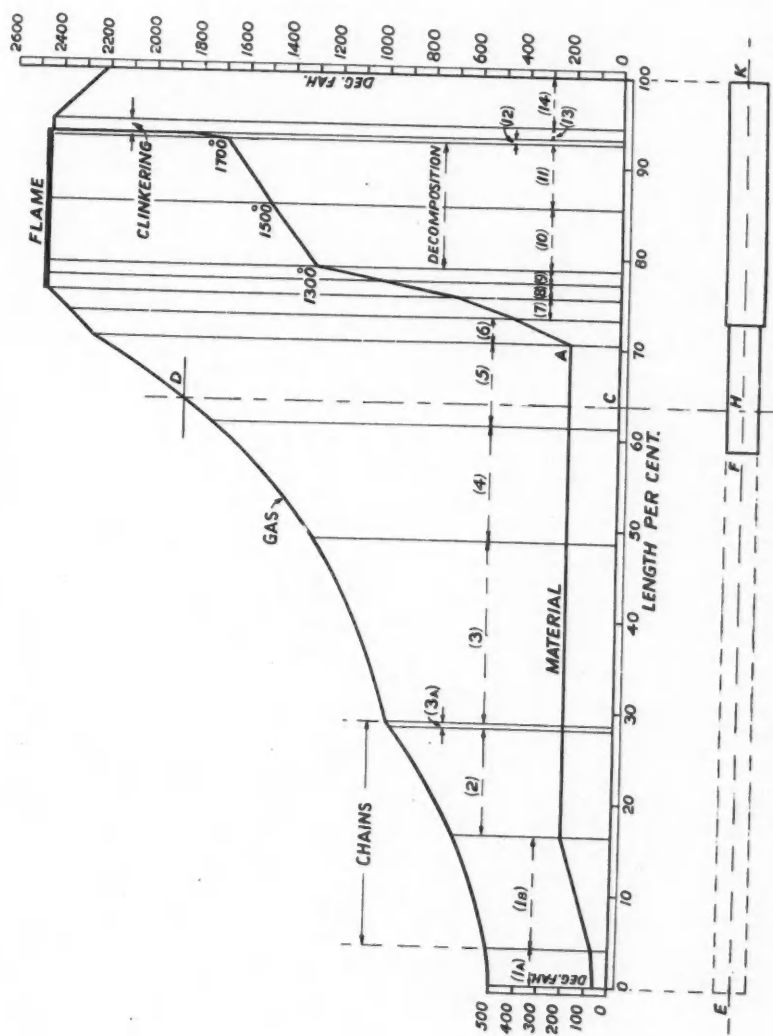 2600
2400
2200
2000
1800
1600
1400
1200
1000
800
600
400
200
0
DEG. FAH.
FLAME
CLINKERING
1700°
1500°
1300°
DECOMPOSITION
(12)
(13)
(14)
(11)
(10)
(9)
(8)
(7)
(6)
(5)
(4)
(3)
(3A)
(2)
(1B)
(1A)
D
GAS
CHAINS
A
MATERIAL
C
500
400
300
200
100
0
DEG. FAH.
0
10
20
30
40
50
60
70
80
90
100
LENGTH PER CENT.
E
F
H
K